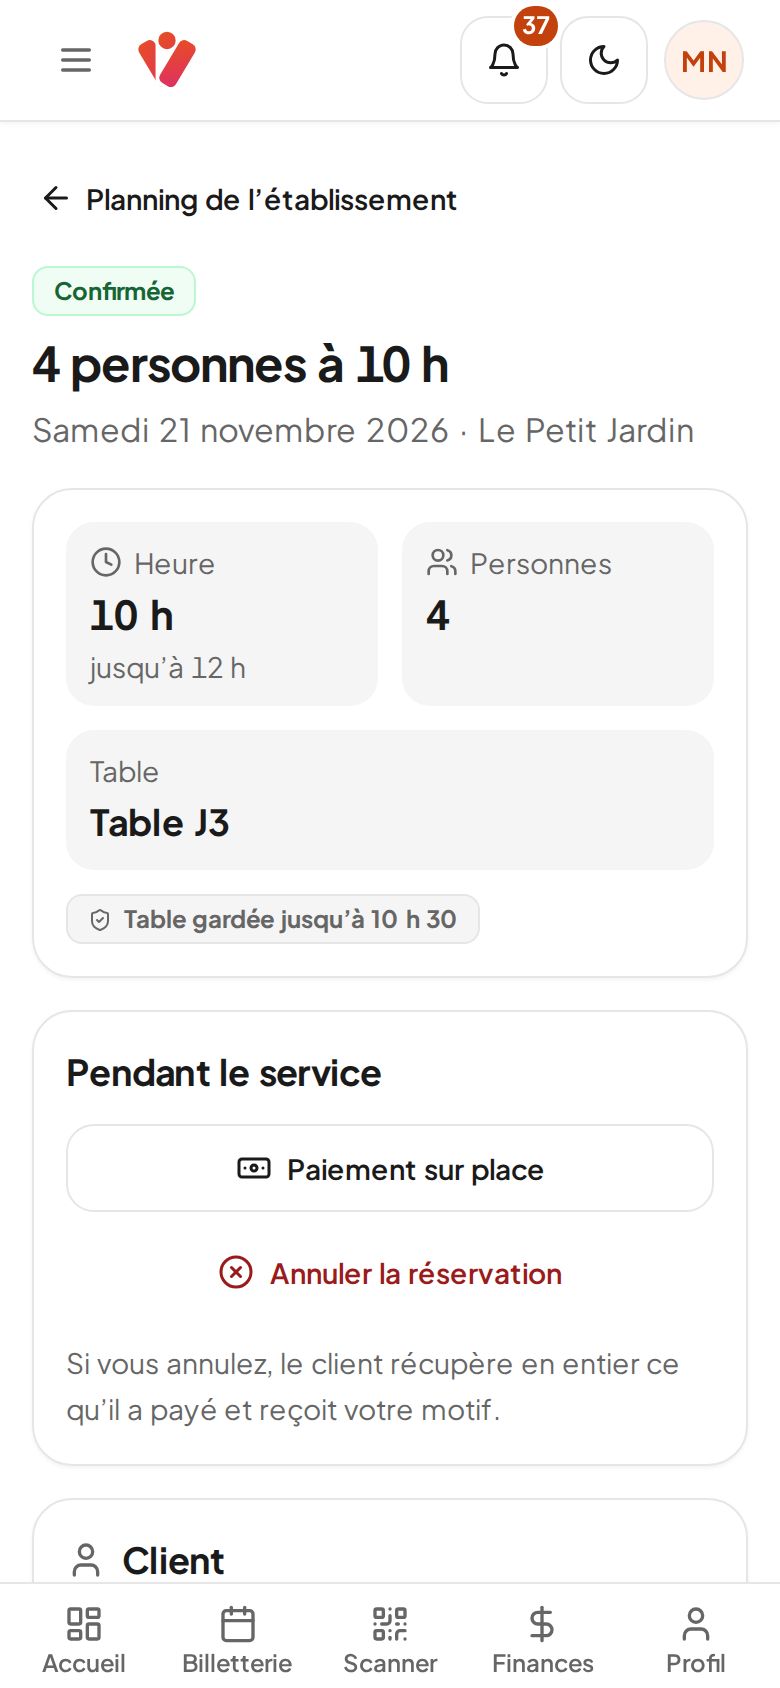 37
MN
Planning de l’établissement
Confirmée
4 personnes à 10 h
Samedi 21 novembre 2026 · Le Petit Jardin
Heure
10 h
jusqu’à 12 h
Personnes
4
Table
Table J3
Table gardée jusqu’à 10 h 30
Pendant le service
Paiement sur place
Annuler la réservation
Si vous annulez, le client récupère en entier ce
qu’il a payé et reçoit votre motif.
Client
Accueil
Billetterie
Scanner
Finances
Profil